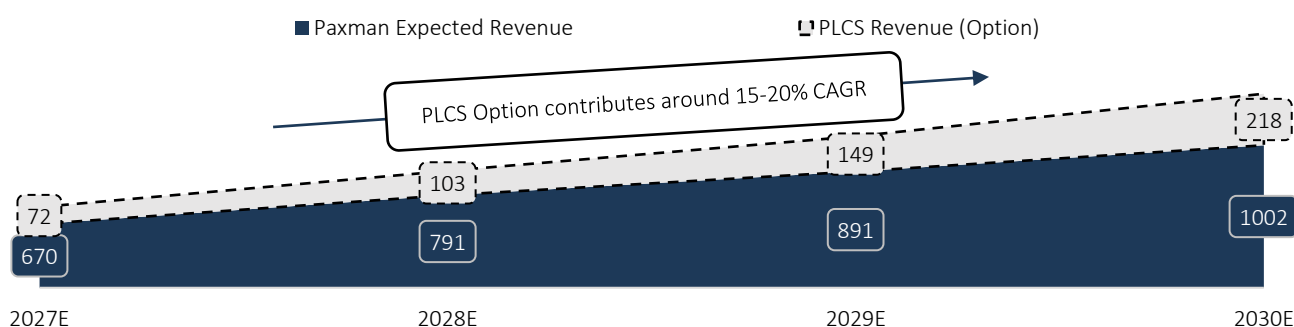 Paxman Expected Revenue PLCS Revenue (Option)
PLCS Option contributes around 15-20% CAGR
72 103 149 218
670 791 891 1002
2027E 2028E 2029E 2030E